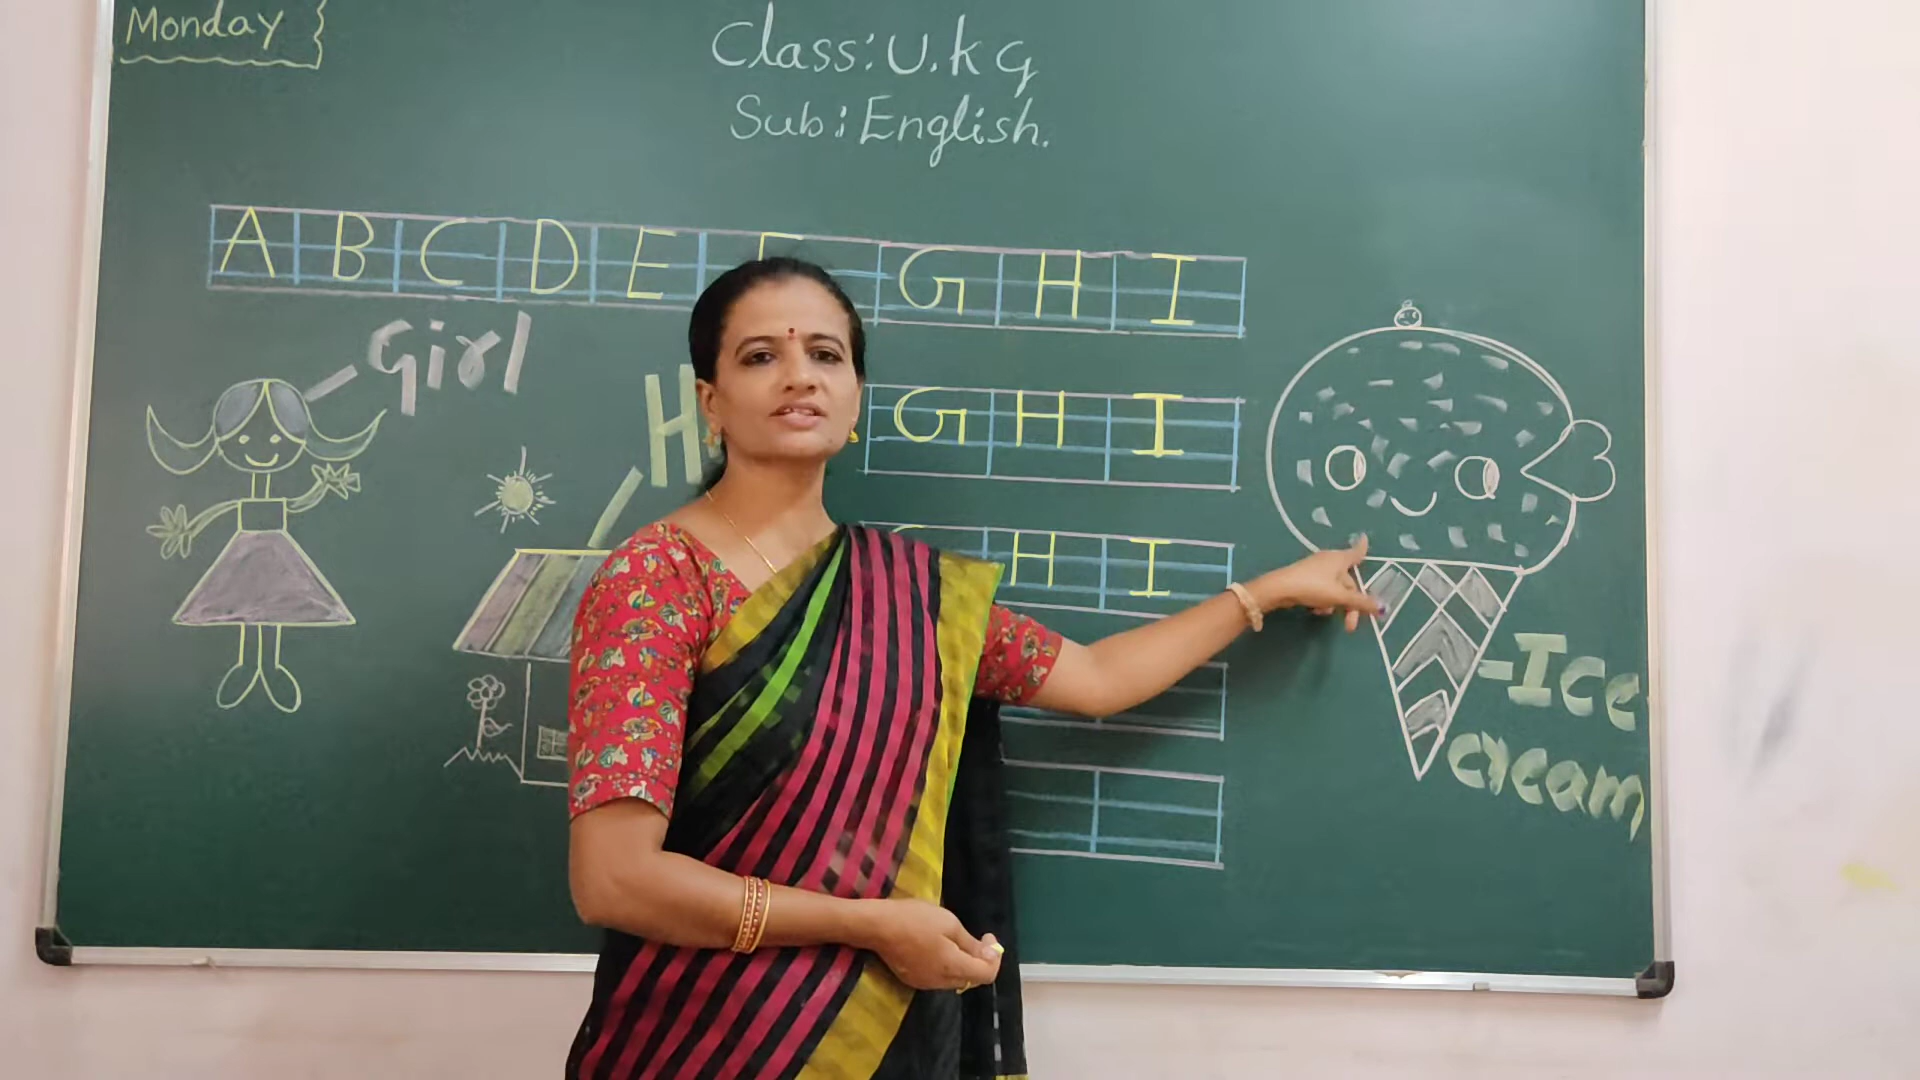 Monday
Class: U.K G
Sub: English.
A B C D E F G H I
Girl
H
G H I
G H I
-Ice
cream